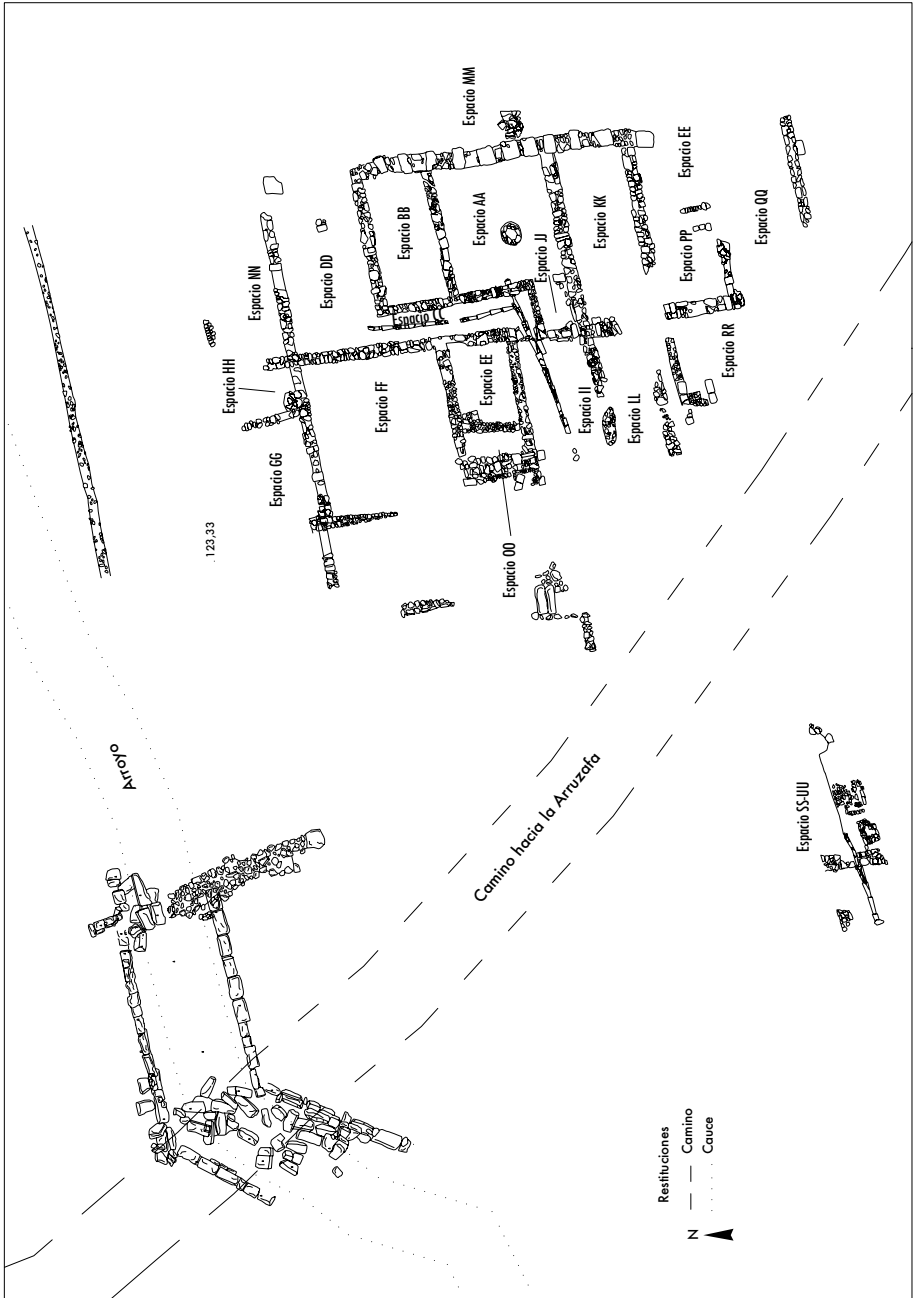 Arroyo
.123,33
Espacio HH
Espacio NN
Espacio GG
Espacio DD
Espacio FF
Espacio BB
Espacio
Espacio MM
Espacio AA
Espacio EE
Espacio OO
Espacio JJ
Espacio II
Espacio KK
Espacio LL
Espacio PP
Espacio EE
Espacio RR
Espacio QQ
Camino hacia la Arruzafa
Espacio SS-UU
Restituciones
N
Camino
Cauce